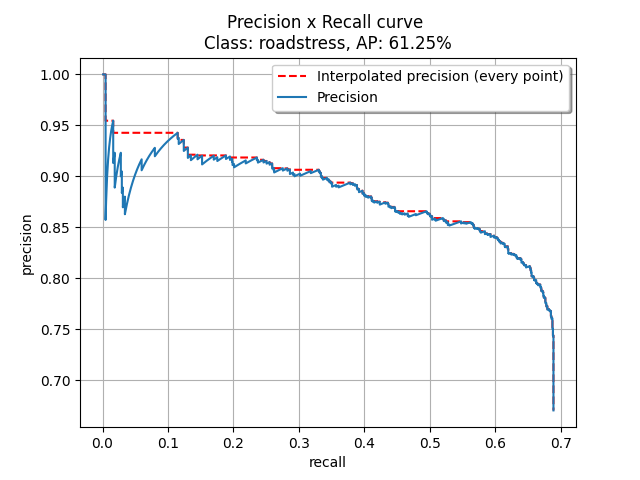 Precision x Recall curve
Class: roadstress, AP: 61.25%
Interpolated precision (every point)
Precision
1.00
0.95
0.90
0.85
0.80
0.75
0.70
precision
0.0 0.1 0.2 0.3 0.4 0.5 0.6 0.7
recall